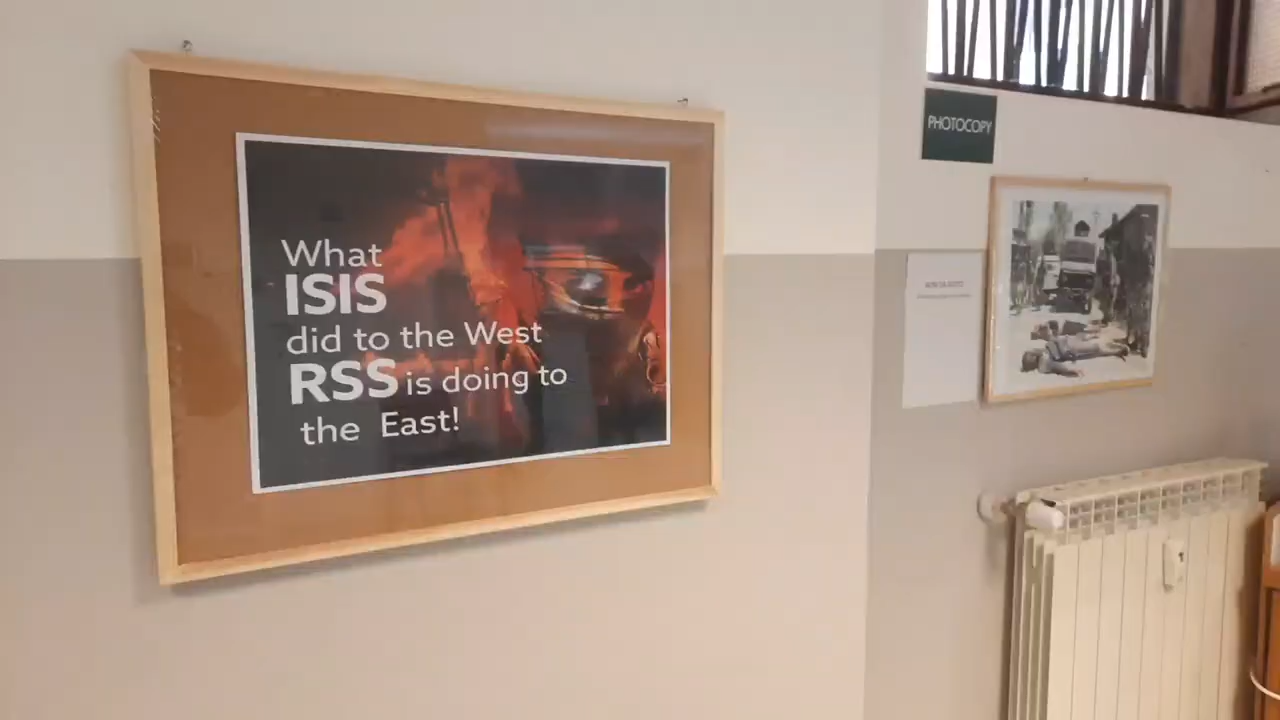 What
ISIS
did to the West
RSS is doing to
the East!
PHOTOCOPY